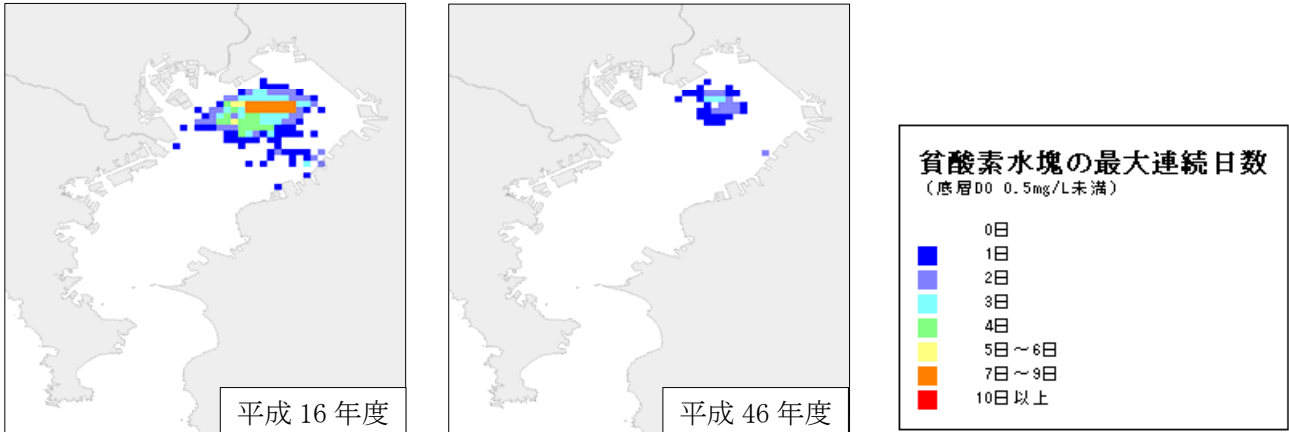 平成 16 年度
平成 46 年度
貧酸素水塊の最大連続日数
（底層DO 0.5mg/L未満）
0日
1日
2日
3日
4日
5日～6日
7日～9日
10日以上